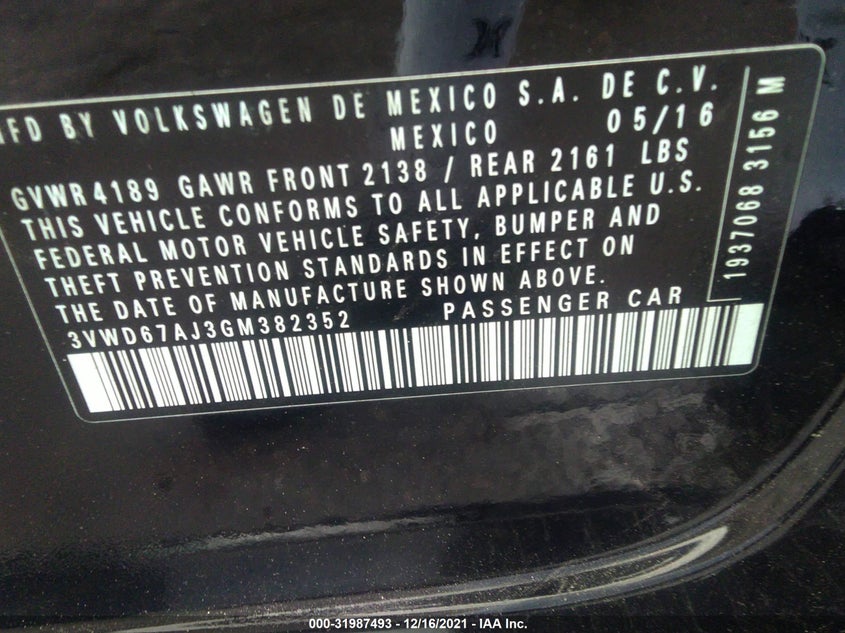 MFD BY VOLKSWAGEN DE MEXICO S.A. DE C.V.
MEXICO 05/16
GVWR 4189 GAWR FRONT 2138 / REAR 2161 LBS
THIS VEHICLE CONFORMS TO ALL APPLICABLE U.S.
FEDERAL MOTOR VEHICLE SAFETY, BUMPER AND
THEFT PREVENTION STANDARDS IN EFFECT ON
THE DATE OF MANUFACTURE SHOWN ABOVE.
3VWD67AJ3GM382352 PASSENGER CAR
1937068 3156 M
000-31987493 - 12/16/2021 - IAA Inc.